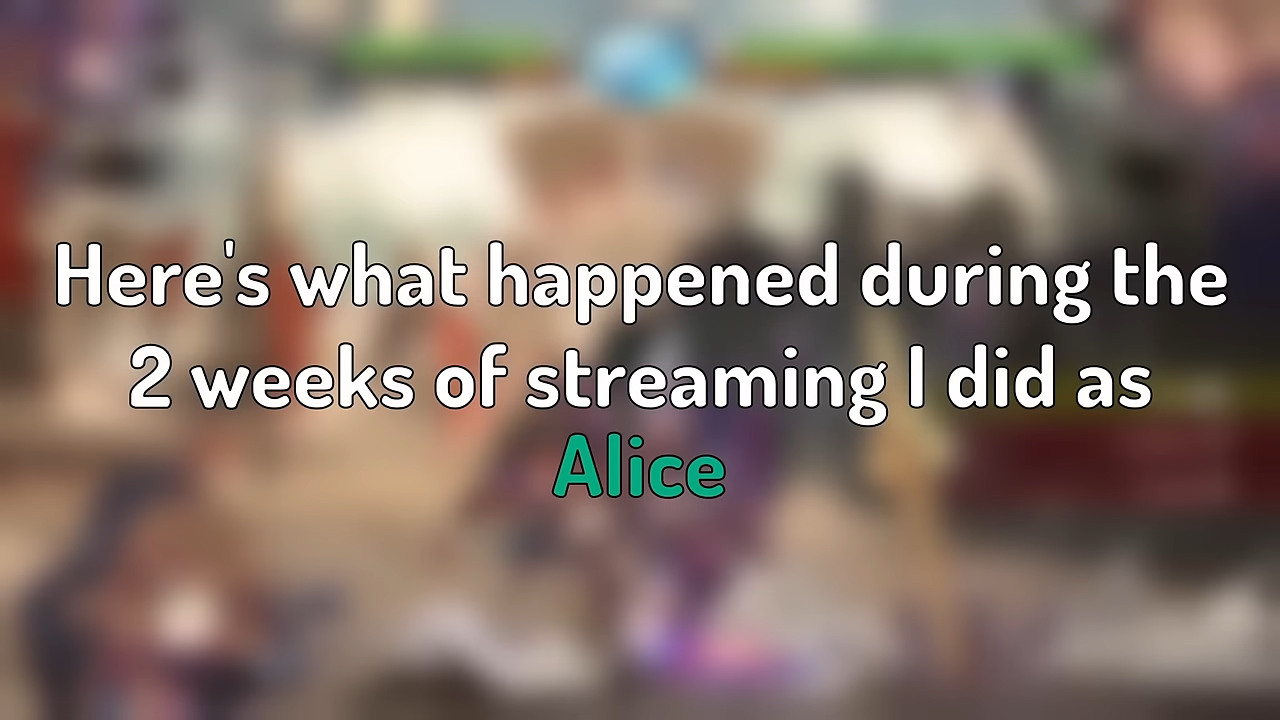 Here's what happened during the
2 weeks of streaming I did as
Alice